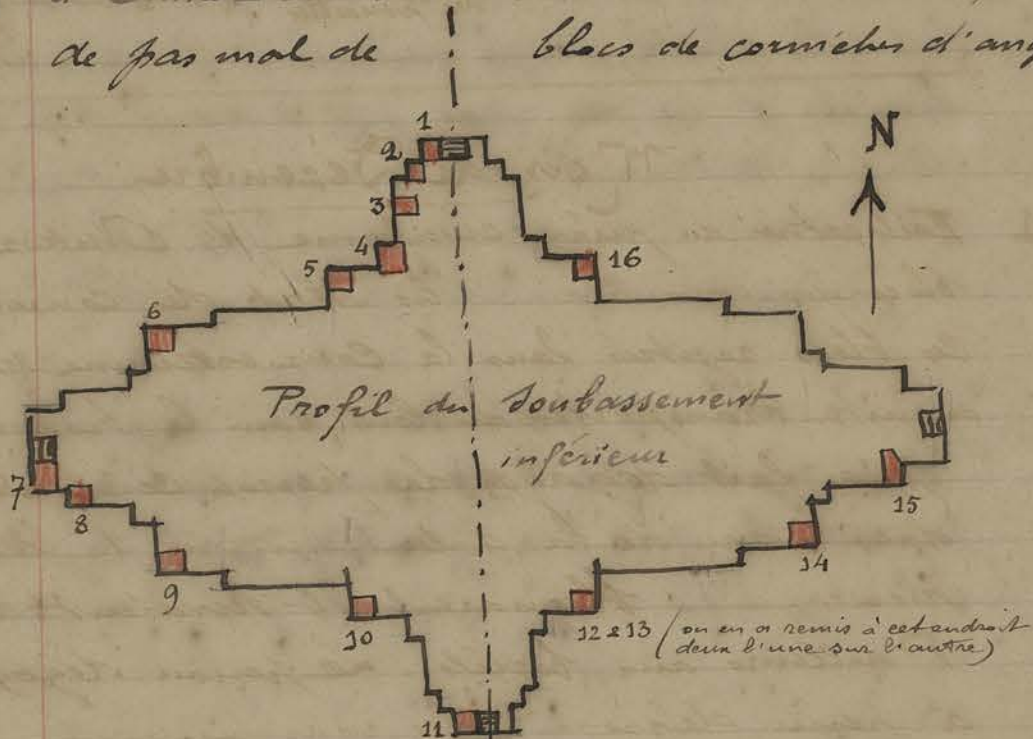 de pas mal de blocs de corniches d'ang
N
1
2
3
4
5
6
16
Profil du Soubassement
inférieur
7
8
9
10
11
12 & 13 (on en a remis à cet endroit
deux l'une sur l'autre)
14
15